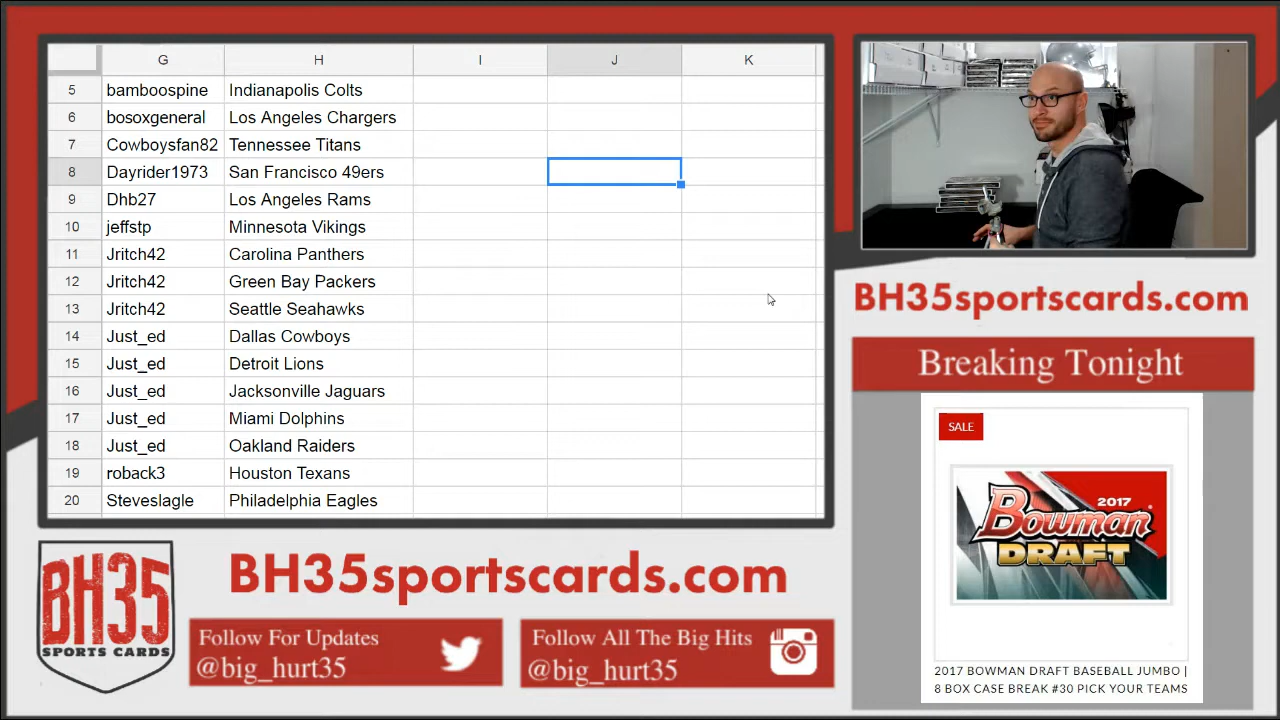 G H I J K
5 bamboospine Indianapolis Colts
6 bosoxgeneral Los Angeles Chargers
7 Cowboysfan82 Tennessee Titans
8 Dayrider1973 San Francisco 49ers
9 Dhb27 Los Angeles Rams
10 jeffstp Minnesota Vikings
11 Jritch42 Carolina Panthers
12 Jritch42 Green Bay Packers
13 Jritch42 Seattle Seahawks
14 Just_ed Dallas Cowboys
15 Just_ed Detroit Lions
16 Just_ed Jacksonville Jaguars
17 Just_ed Miami Dolphins
18 Just_ed Oakland Raiders
19 roback3 Houston Texans
20 Steveslagle Philadelphia Eagles
BH35sportscards.com
Breaking Tonight
SALE
2017
Bowman
DRAFT
2017 BOWMAN DRAFT BASEBALL JUMBO |
8 BOX CASE BREAK #30 PICK YOUR TEAMS
BH35
SPORTS CARDS
BH35sportscards.com
Follow For Updates
@big_hurt35
Follow All The Big Hits
@big_hurt35